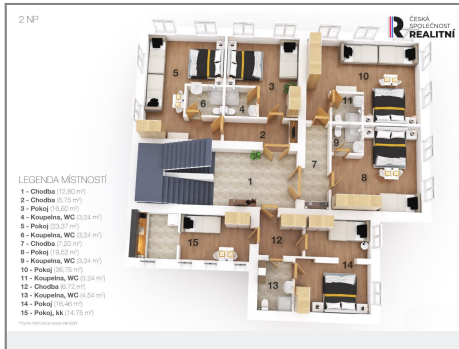 2 NP
ČESKÁ
SPOLEČNOST
REALITNÍ
5
6
4
3
10
11
2
9
7
1
8
12
15
13
14
LEGENDA MÍSTNOSTÍ
1 - Chodba (12,80 m²)
2 - Chodba (6,75 m²)
3 - Pokoj (16,60 m²)
4 - Koupelna, WC (3,24 m²)
5 - Pokoj (23,37 m²)
6 - Koupelna, WC (3,24 m²)
7 - Chodba (7,20 m²)
8 - Pokoj (19,52 m²)
9 - Koupelna, WC (3,24 m²)
10 - Pokoj (26,75 m²)
11 - Koupelna, WC (3,24 m²)
12 - Chodba (6,72 m²)
13 - Koupelna, WC (4,54 m²)
14 - Pokoj (16,46 m²)
15 - Pokoj, kk (14,75 m²)